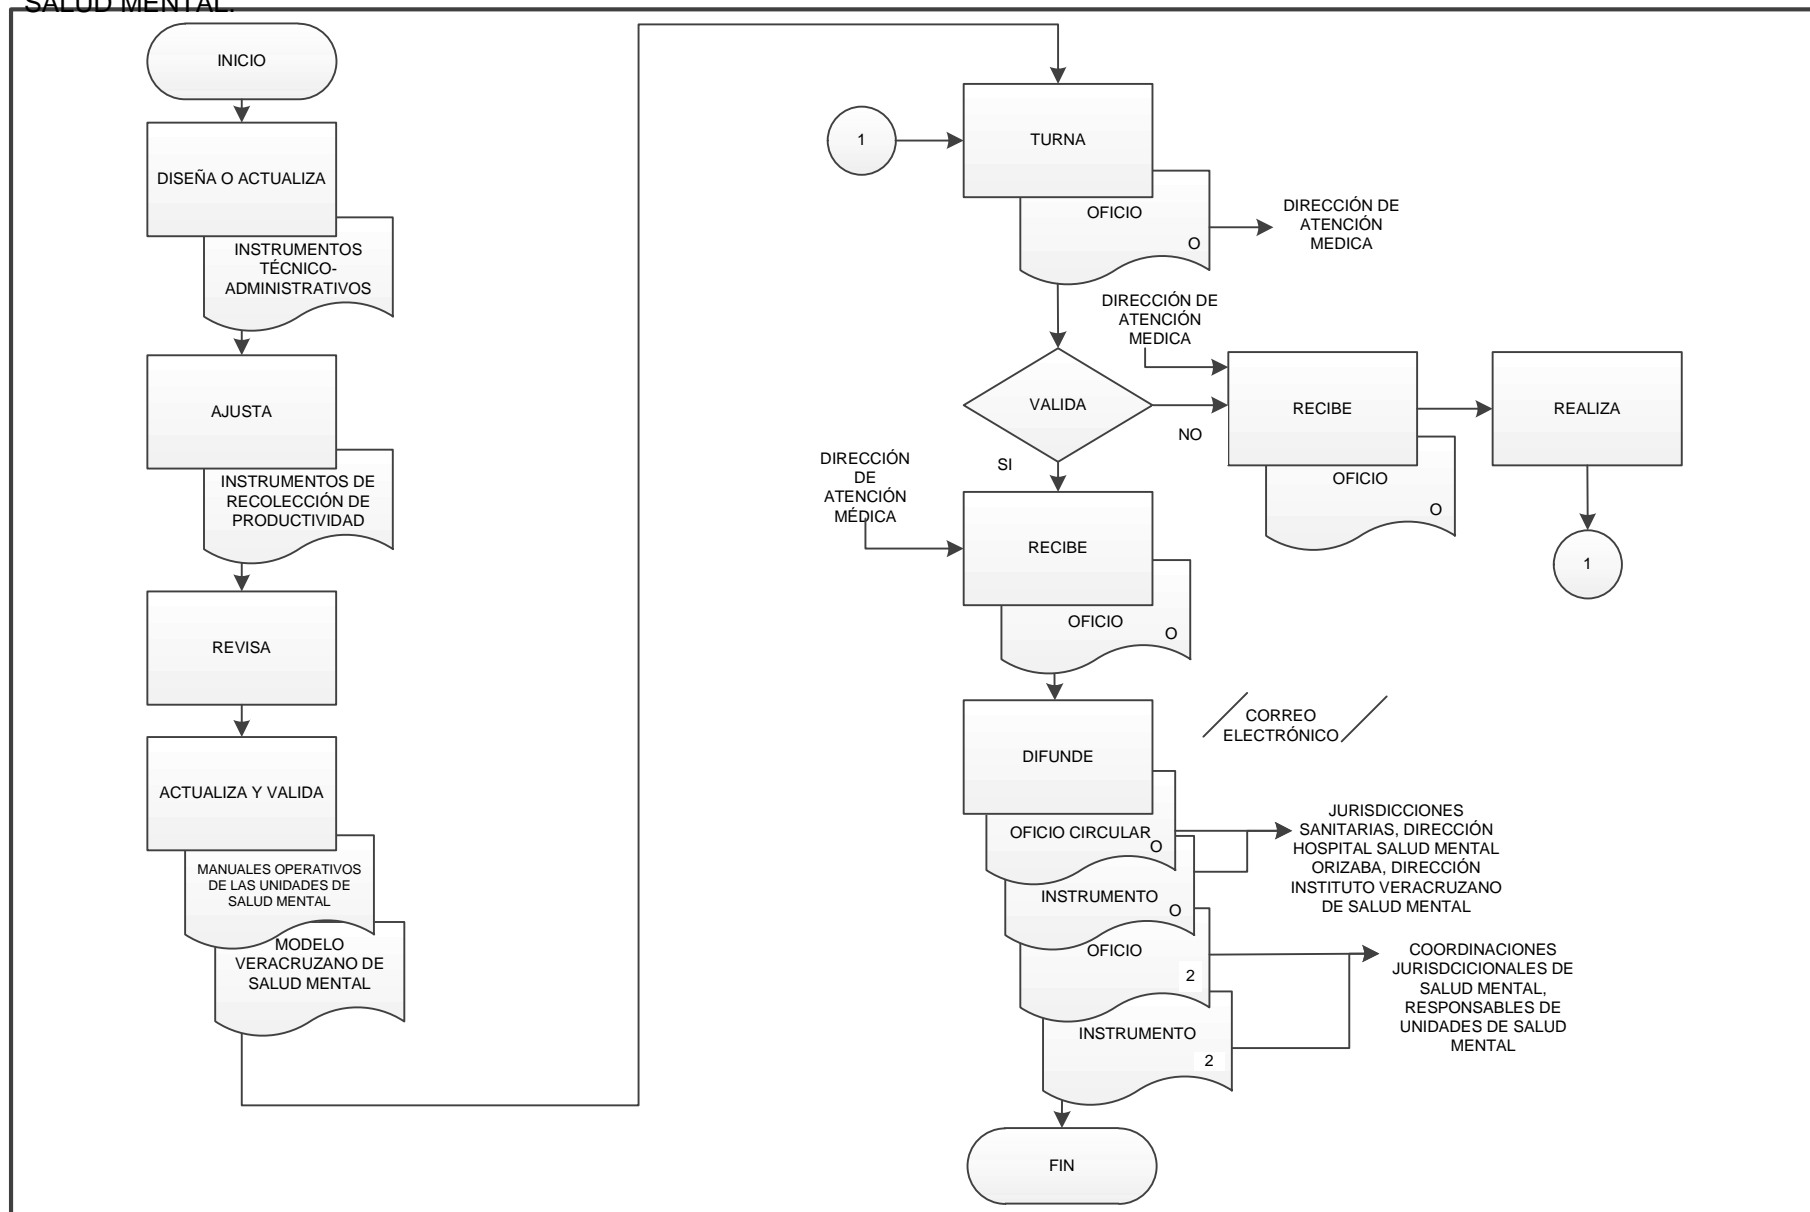 SALUD MENTAL.
INICIO
DISEÑA O ACTUALIZA
INSTRUMENTOS
TÉCNICO-
ADMINISTRATIVOS
AJUSTA
INSTRUMENTOS DE
RECOLECCIÓN DE
PRODUCTIVIDAD
REVISA
ACTUALIZA Y VALIDA
MANUALES OPERATIVOS
DE LAS UNIDADES DE
SALUD MENTAL
MODELO
VERACRUZANO DE
SALUD MENTAL
1
TURNA
OFICIO
O
DIRECCIÓN DE
ATENCIÓN
MEDICA
VALIDA
NO
SI
DIRECCIÓN DE
ATENCIÓN
MEDICA
RECIBE
OFICIO
O
REALIZA
1
DIRECCIÓN
DE
ATENCIÓN
MÉDICA
RECIBE
OFICIO
O
DIFUNDE
CORREO
ELECTRÓNICO
OFICIO CIRCULAR
O
INSTRUMENTO
O
JURISDICCIONES
SANITARIAS, DIRECCIÓN
HOSPITAL SALUD MENTAL
ORIZABA, DIRECCIÓN
INSTITUTO VERACRUZANO
DE SALUD MENTAL
OFICIO
2
INSTRUMENTO
2
COORDINACIONES
JURISDCICIONALES DE
SALUD MENTAL,
RESPONSABLES DE
UNIDADES DE SALUD
MENTAL
FIN